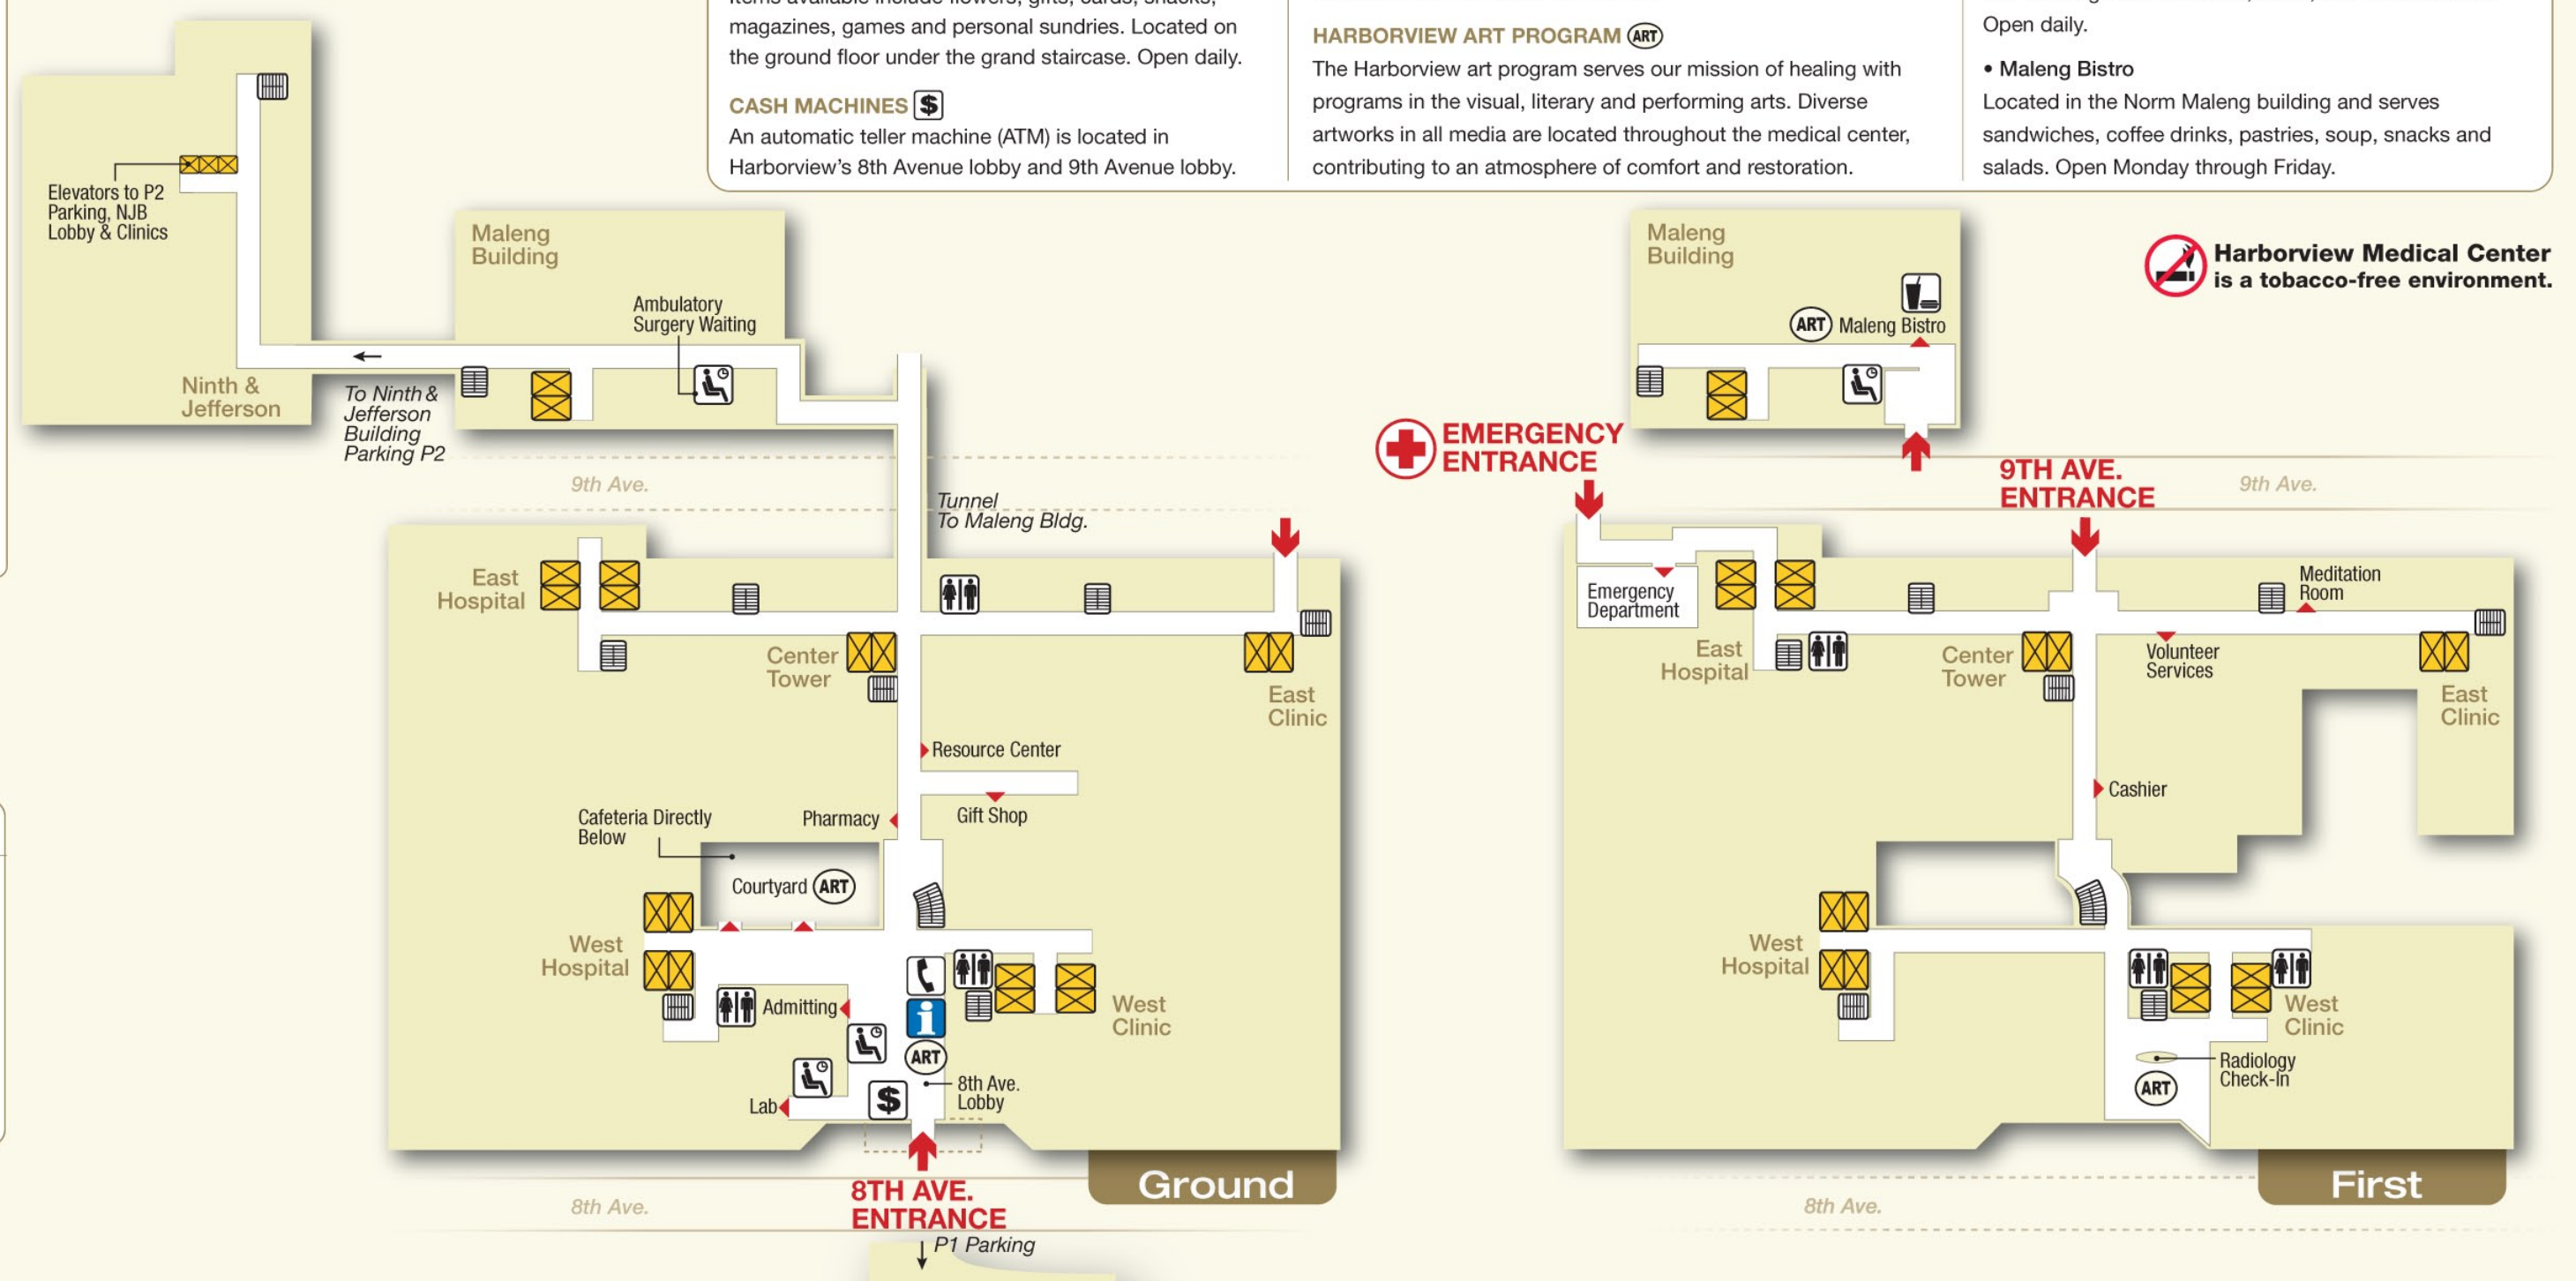 magazines, games and personal sundries. Located on
the ground floor under the grand staircase. Open daily.
CASH MACHINES $
An automatic teller machine (ATM) is located in
Harborview's 8th Avenue lobby and 9th Avenue lobby.
HARBORVIEW ART PROGRAM ART
The Harborview art program serves our mission of healing with
programs in the visual, literary and performing arts. Diverse
artworks in all media are located throughout the medical center,
contributing to an atmosphere of comfort and restoration.
Open daily.
• Maleng Bistro
Located in the Norm Maleng building and serves
sandwiches, coffee drinks, pastries, soup, snacks and
salads. Open Monday through Friday.
Harborview Medical Center
is a tobacco-free environment.
Elevators to P2
Parking, NJB
Lobby & Clinics
Ninth &
Jefferson
To Ninth &
Jefferson
Building
Parking P2
Maleng
Building
Ambulatory
Surgery Waiting
9th Ave.
Tunnel
To Maleng Bldg.
East
Hospital
Center
Tower
East
Clinic
Resource Center
Gift Shop
Pharmacy
Cafeteria Directly
Below
Courtyard ART
West
Hospital
Admitting
i
ART
West
Clinic
$
8th Ave.
Lobby
Lab
Ground
8th Ave.
8TH AVE.
ENTRANCE
P1 Parking
Maleng
Building
ART Maleng Bistro
EMERGENCY
ENTRANCE
9TH AVE.
ENTRANCE
9th Ave.
Emergency
Department
East
Hospital
Center
Tower
Meditation
Room
Volunteer
Services
East
Clinic
Cashier
West
Hospital
West
Clinic
Radiology
Check-In
ART
First
8th Ave.